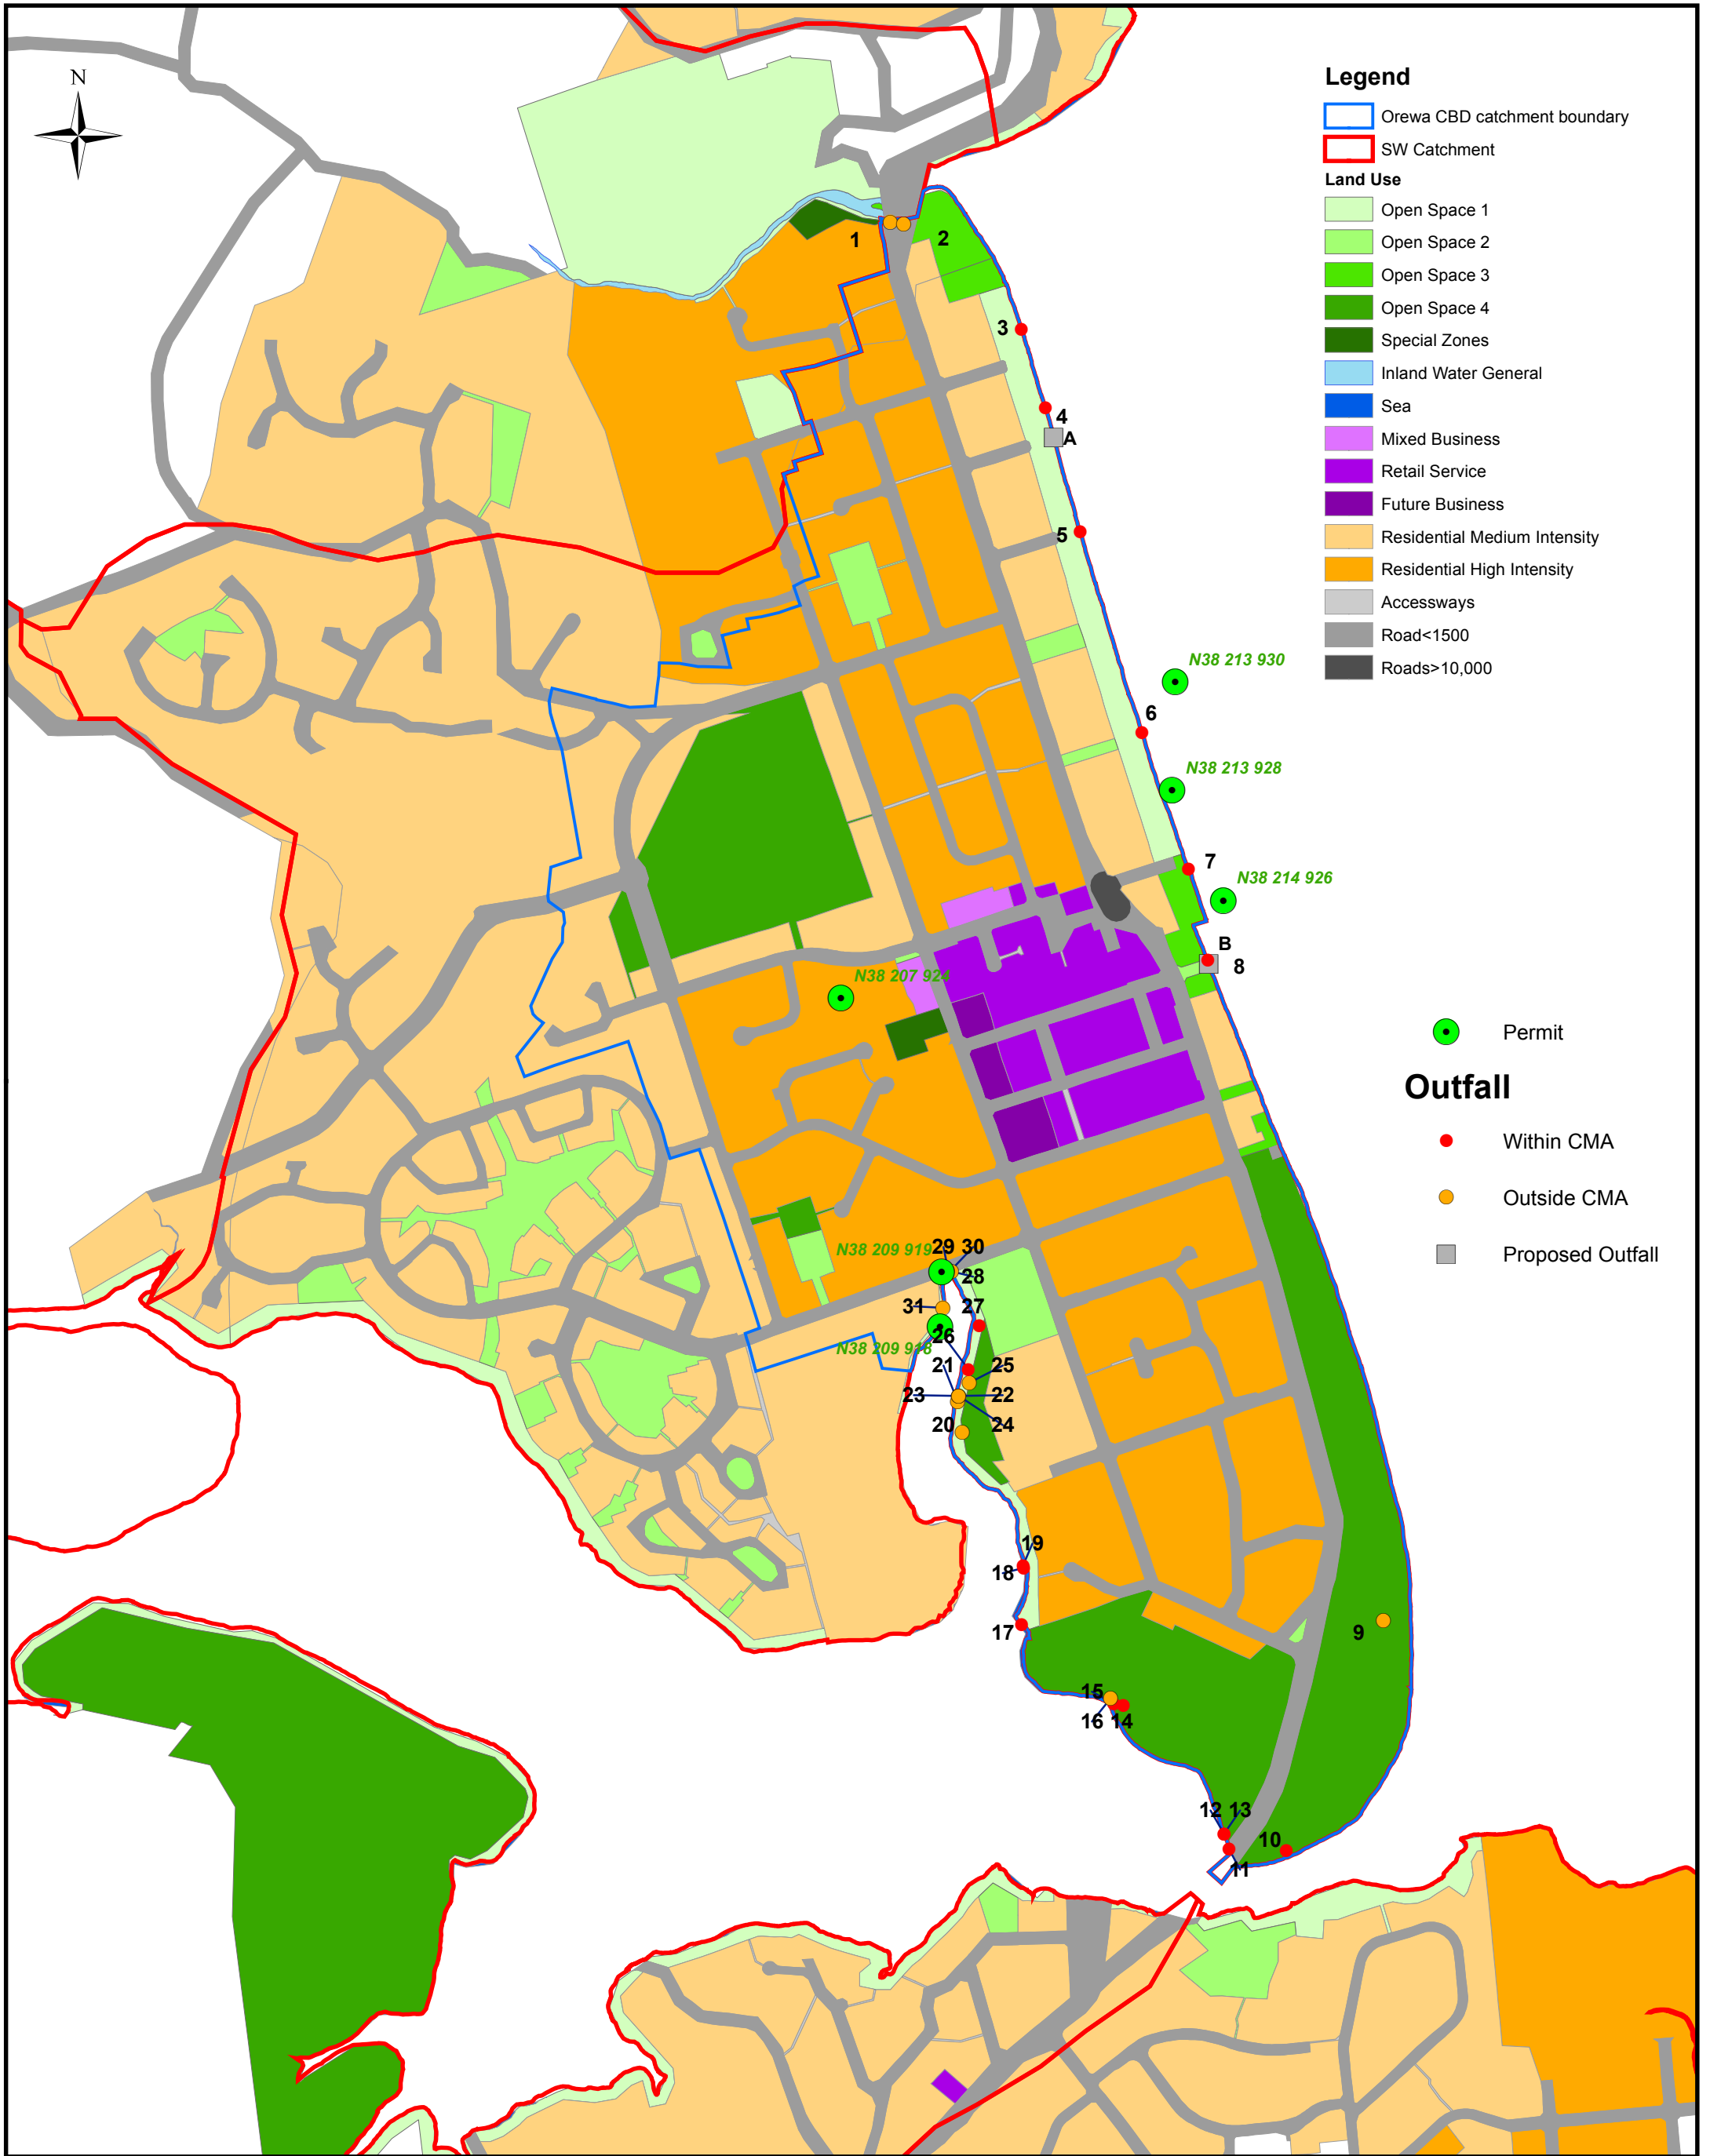 N
Legend
Orewa CBD catchment boundary
SW Catchment
Land Use
Open Space 1
Open Space 2
Open Space 3
Open Space 4
Special Zones
Inland Water General
Sea
Mixed Business
Retail Service
Future Business
Residential Medium Intensity
Residential High Intensity
Accessways
Road<1500
Roads>10,000
1
2
3
4
A
5
N38 213 930
6
N38 213 928
7
N38 214 926
B
8
N38 207 924
Permit
Outfall
Within CMA
Outside CMA
Proposed Outfall
N38 209 919
29 30
28
31
27
26
N38 209 918
21
25
23
22
20
24
19
18
17
9
15
16 14
12 13
10
11